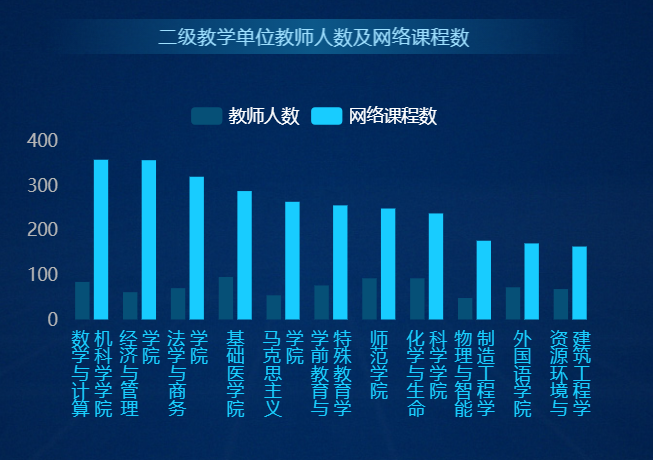 二级教学单位教师人数及网络课程数
教师人数
网络课程数
400
300
200
100
0
数学与计算
机科学学院
经济与管理
学院
法学与商务
学院
基础医学院
马克思主义
学院
学前教育与
特殊教育学
师范学院
化学与生命
科学学院
物理与智能
制造工程学
外国语学院
资源环境与
建筑工程学